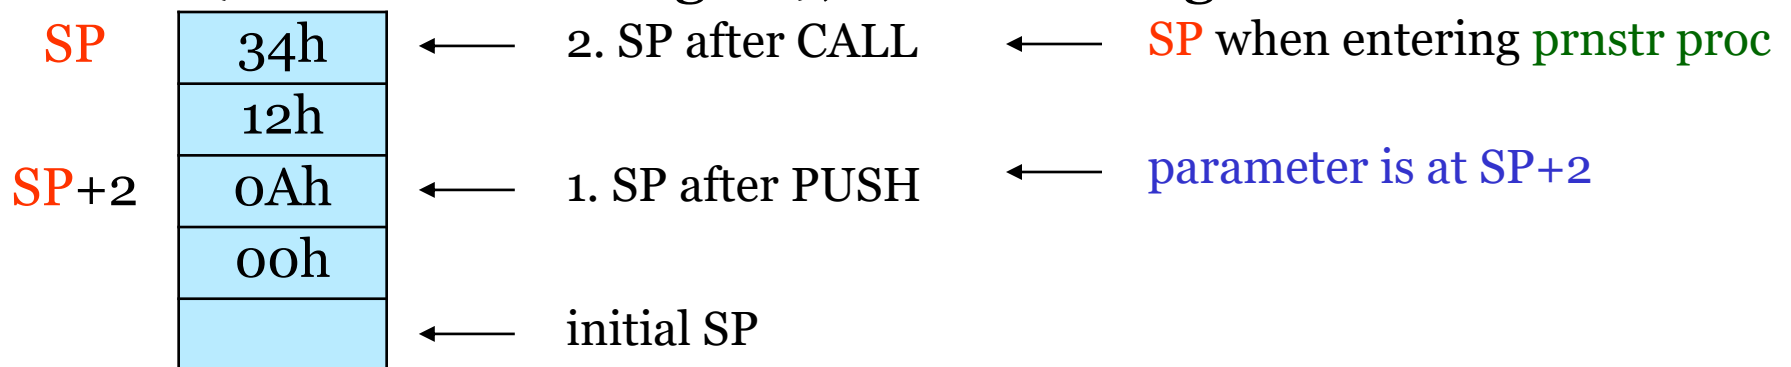 SP 34h 2. SP after CALL SP when entering prnstr proc
12h
SP+2 0Ah 1. SP after PUSH parameter is at SP+2
00h
initial SP